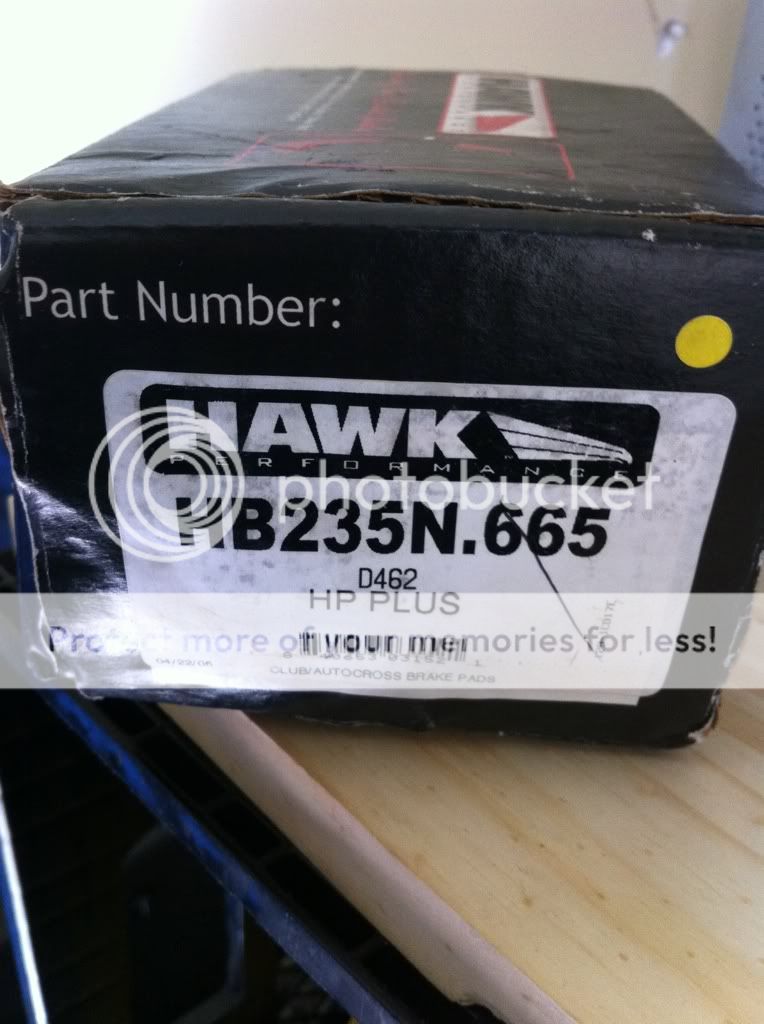 Part Number:
HAWK
PERFORMANCE
photobucket
HB235N.665
D462
HP PLUS
Protect more of your memories for less!
04/22/06
CLUB/AUTOCROSS BRAKE PADS